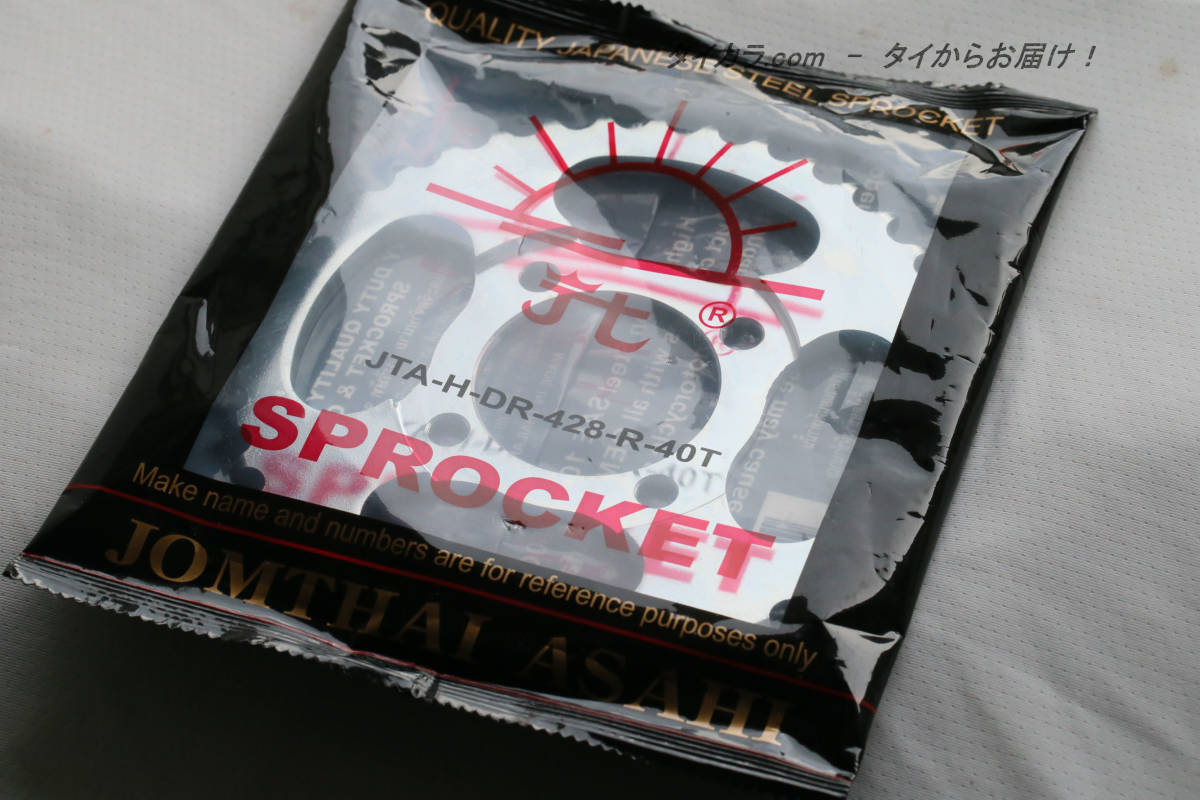 タイカラ.com － タイからお届け！
QUALITY JAPANESE STEEL SPROCKET
Jt ®
JTA-H-DR-428-R-40T
SPROCKET
Make name and numbers are for reference purposes only
JOMTHAI ASAHI